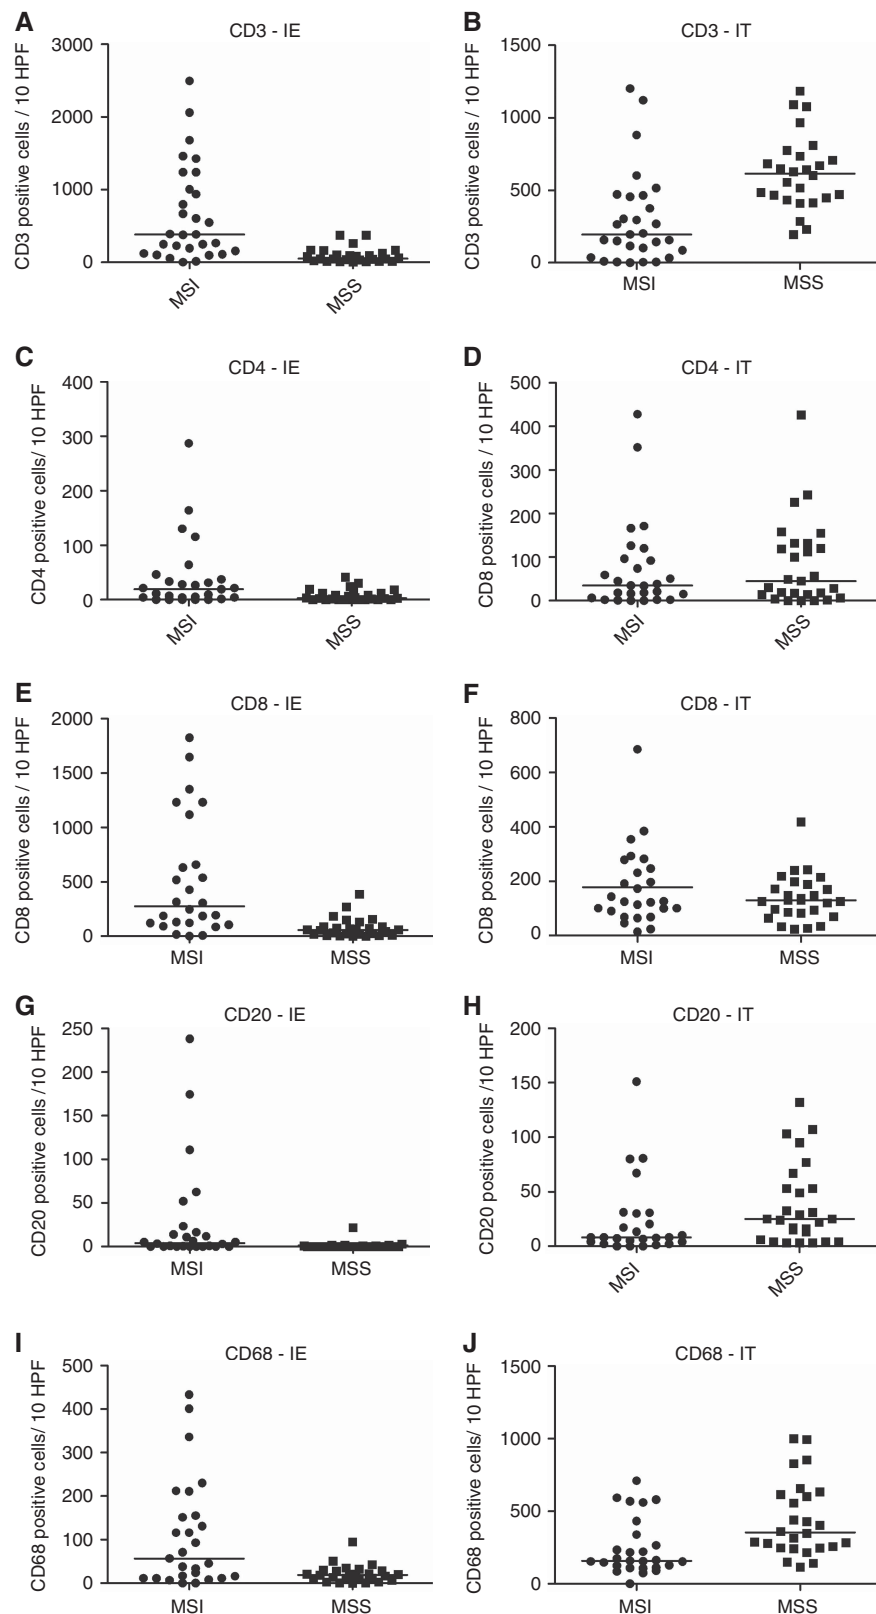 A
CD3 - IE
CD3 positive cells / 10 HPF
3000
2000
1000
0
MSI
MSS
B
CD3 - IT
CD3 positive cells / 10 HPF
1500
1000
500
0
MSI
MSS
C
CD4 - IE
CD4 positive cells/ 10 HPF
400
300
200
100
0
MSI
MSS
D
CD4 - IT
CD8 positive cells/ 10 HPF
500
400
300
200
100
0
MSI
MSS
E
CD8 - IE
CD8 positive cells / 10 HPF
2000
1500
1000
500
0
MSI
MSS
F
CD8 - IT
CD8 positive cells / 10 HPF
800
600
400
200
0
MSI
MSS
G
CD20 - IE
CD20 positive cells /10 HPF
250
200
150
100
50
0
MSI
MSS
H
CD20 - IT
CD20 positive cells /10 HPF
200
150
100
50
0
MSI
MSS
I
CD68 - IE
CD68 positive cells/ 10 HPF
500
400
300
200
100
0
MSI
MSS
J
CD68 - IT
CD68 positive cells/ 10 HPF
1500
1000
500
0
MSI
MSS